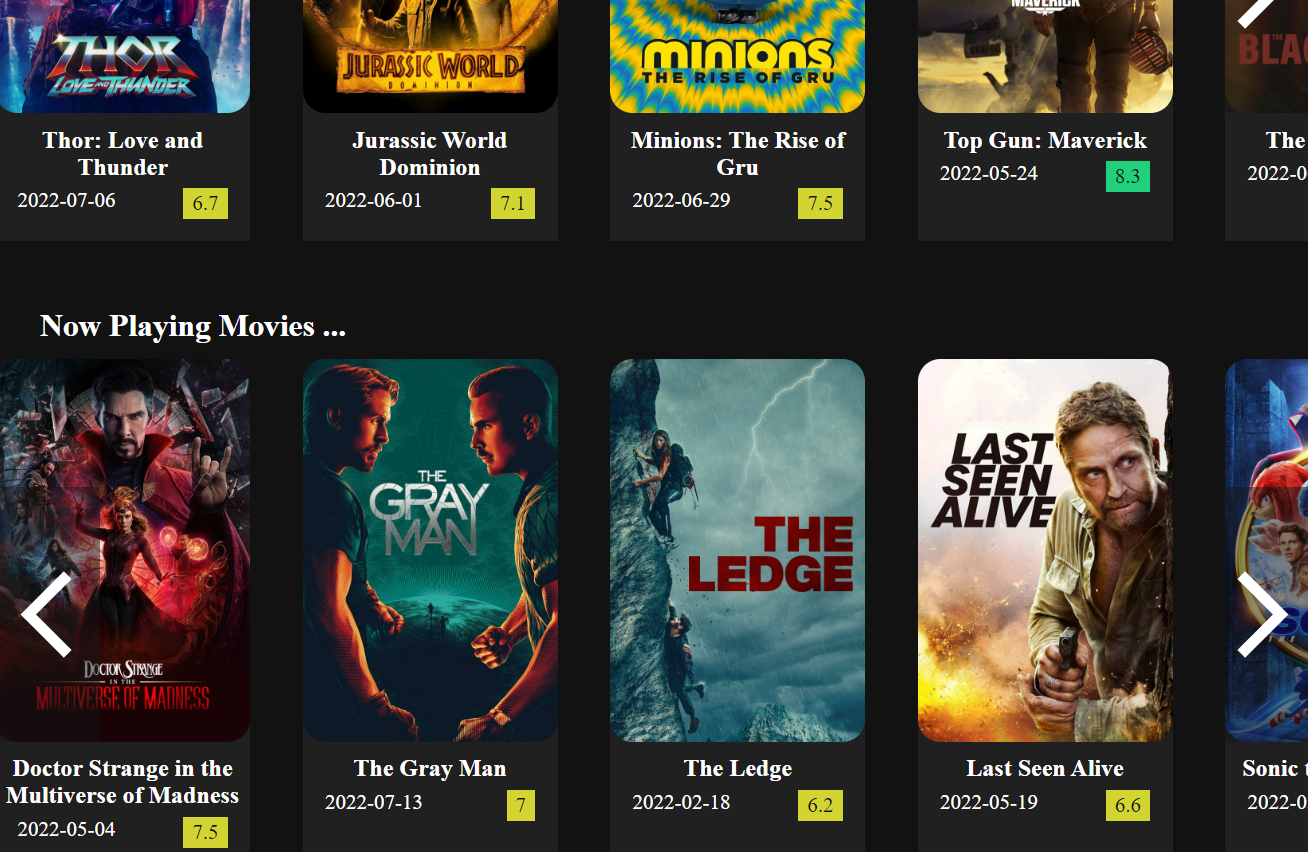 THOR
LOVE AND THUNDER
JURASSIC WORLD
DOMINION
minions
THE RISE OF GRU
MAVERICK
THE
BLAC
Thor: Love and
Thunder
2022-07-06
6.7
Jurassic World
Dominion
2022-06-01
7.1
Minions: The Rise of
Gru
2022-06-29
7.5
Top Gun: Maverick
2022-05-24
8.3
The
2022-0
Now Playing Movies ...
DOCTOR STRANGE
IN THE
MULTIVERSE OF MADNESS
THE
GRAY
MAN
THE
LEDGE
LAST
SEEN
ALIVE
Doctor Strange in the
Multiverse of Madness
2022-05-04
7.5
The Gray Man
2022-07-13
7
The Ledge
2022-02-18
6.2
Last Seen Alive
2022-05-19
6.6
Sonic t
2022-0